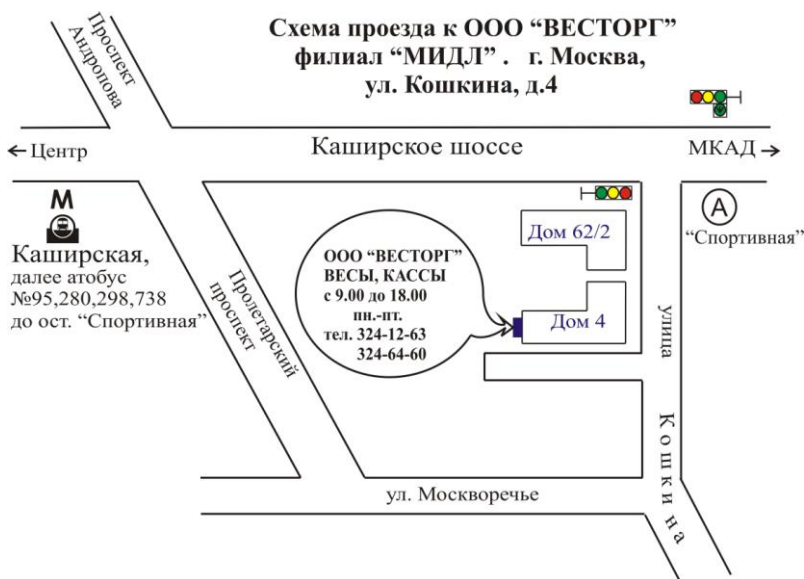 Схема проезда к ООО “ВЕСТОРГ”
филиал “МИДЛ” .   г. Москва,
ул. Кошкина, д.4
Проспект
Андропова
← Центр
Каширское шоссе
МКАД →
М
Каширская,
далее атобус
№95,280,298,738
до ост. “Спортивная”
Пролетарский
проспект
ООО “ВЕСТОРГ”
ВЕСЫ, КАССЫ
с 9.00 до 18.00
пн.-пт.
тел. 324-12-63
324-64-60
Дом 62/2
Дом 4
А
“Спортивная”
улица
Кошкина
ул. Москворечье